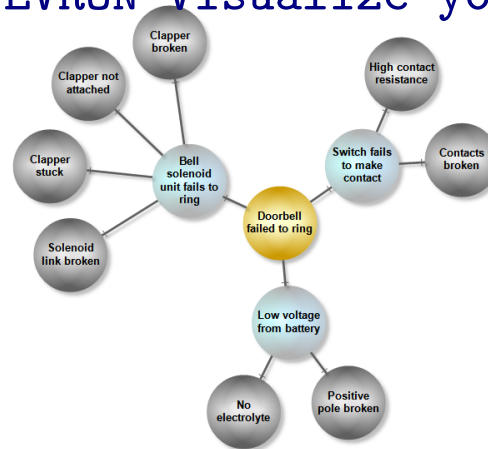 Visualize yo
Clapper
broken
Clapper not
attached
Clapper
stuck
Solenoid
link broken
Bell
solenoid
unit fails to
ring
High contact
resistance
Switch fails
to make
contact
Contacts
broken
Doorbell
failed to ring
Low voltage
from battery
No
electrolyte
Positive
pole broken